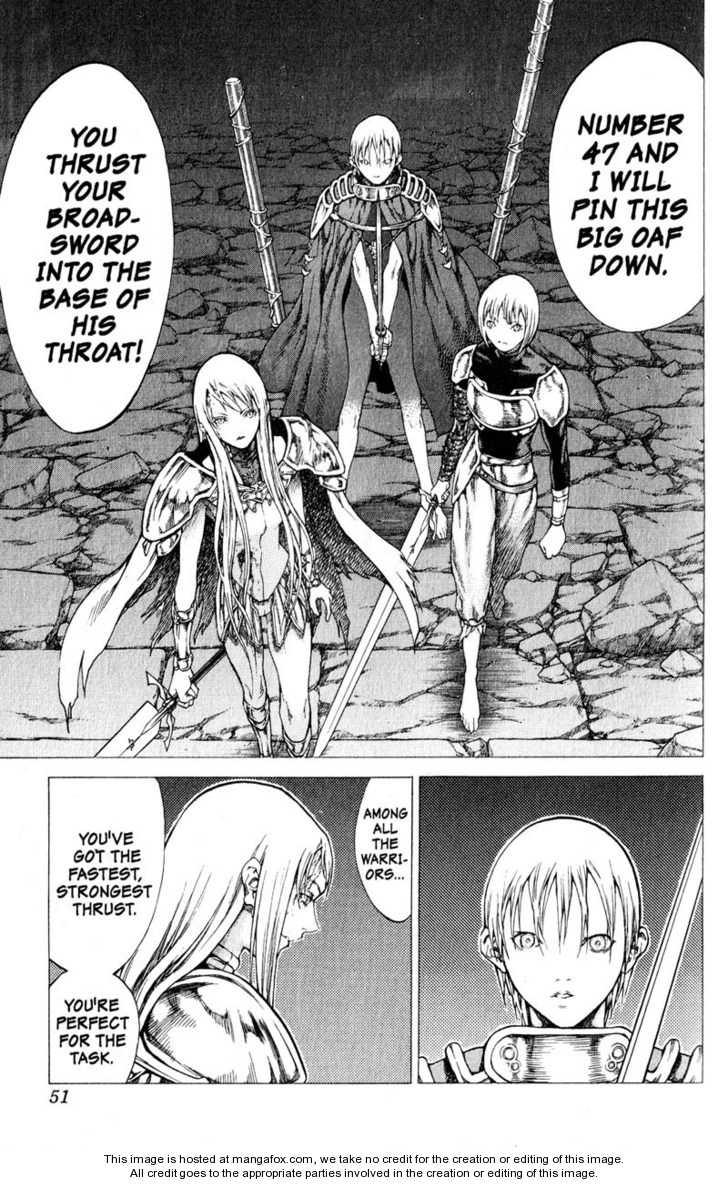 NUMBER
47 AND
I WILL
PIN THIS
BIG OAF
DOWN.
YOU
THRUST
YOUR
BROAD-
SWORD
INTO THE
BASE OF
HIS
THROAT!
AMONG
ALL
THE
WARRI-
ORS...
YOU'VE
GOT THE
FASTEST,
STRONGEST
THRUST.
YOU'RE
PERFECT
FOR THE
TASK.
51
This image is hosted at mangafox.com, we take no credit for the creation or editing of this image.
All credit goes to the appropriate parties involved in the creation or editing of this image.